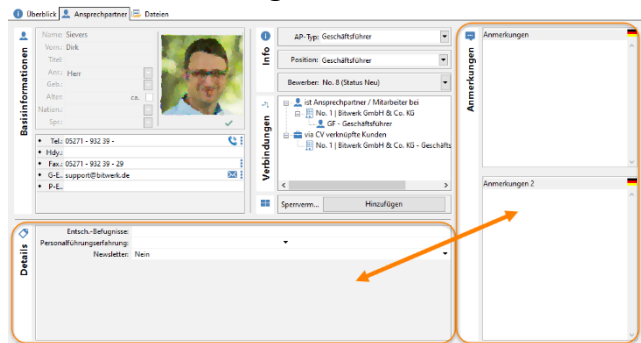 Überblick Ansprechpartner Dateien
Basisinformationen
Name: Sievers
Vorn.: Dirk
Titel:
Anr.: Herr
Geb.:
Alter: ca.
Nation.:
Spr.:
Tel.: 05271 - 932 39 -
Hdy.:
Fax.: 05271 - 932 39 - 29
G-E.. support@bitwerk.de
P-E..
Info
AP-Typ: Geschäftsführer
Position: Geschäftsführer
Bewerber: No. 8 (Status Neu)
Verbindungen
ist Ansprechpartner / Mitarbeiter bei
No. 1 | Bitwerk GmbH & Co. KG
GF - Geschäftsführer
via CV verknüpfte Kunden
No. 1 | Bitwerk GmbH & Co. KG - Geschäfts
Sperrverm... Hinzufügen
Anmerkungen
Anmerkungen
Anmerkungen 2
Details
Entsch.-Befugnisse:
Personalführungserfahrung:
Newsletter: Nein